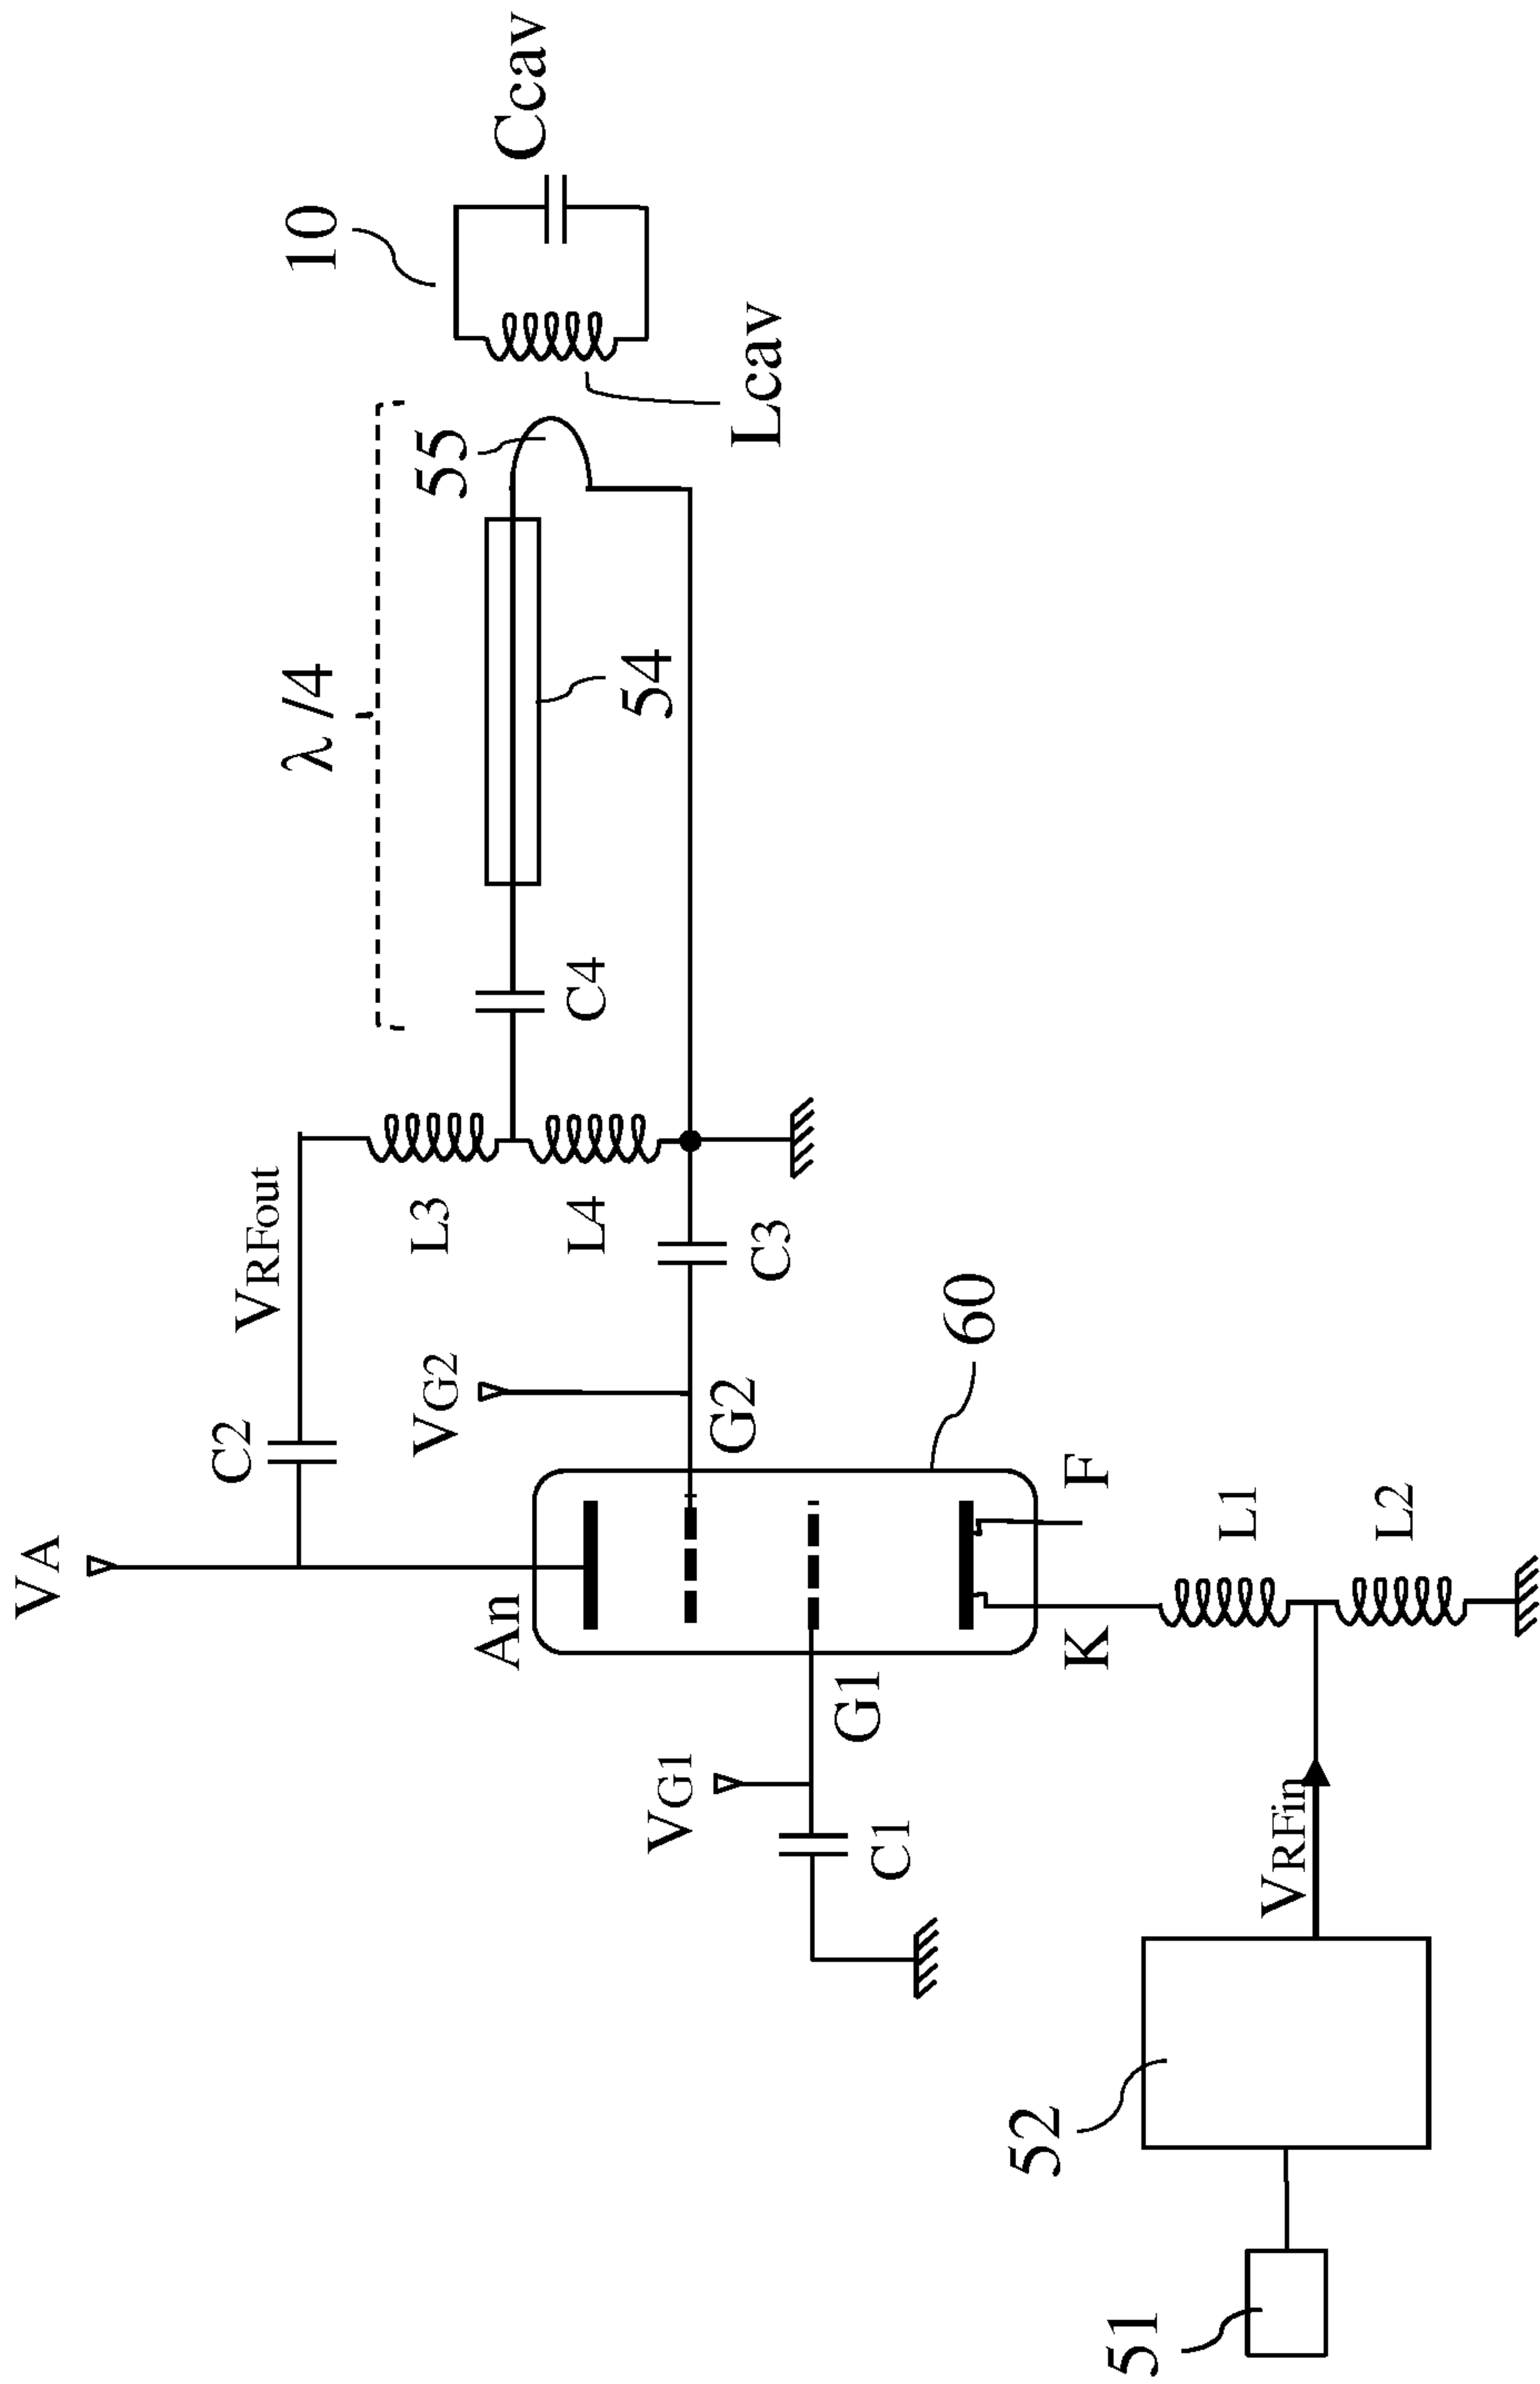 VA
C2
VRFout
λ /4
10
Ccav
An
VG2
L3
55
Lcav
L4
C4
54
VG1
G2
C3
G1
C1
60
K
F
52
VRFin
L1
51
L2